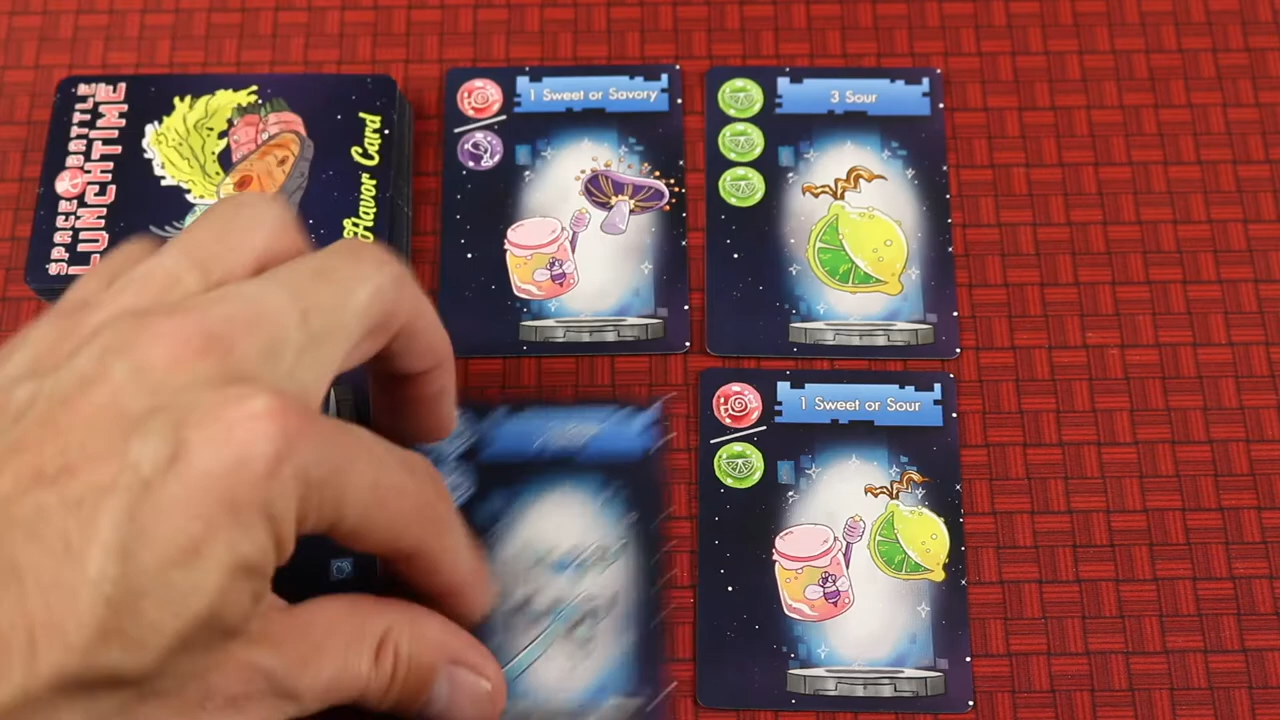 SPACE BATTLE
LUNCHTIME
Flavor Card
1 Sweet or Savory
3 Sour
1 Sweet or Sour